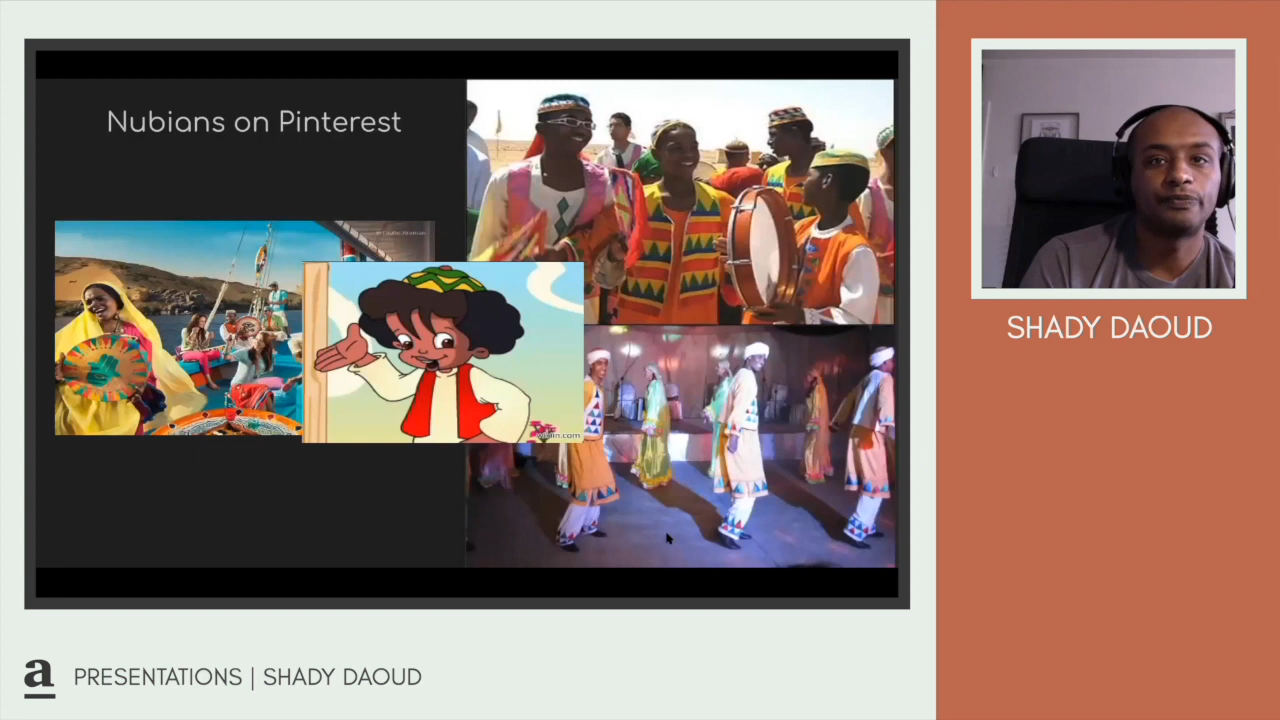 Nubians on Pinterest
SHADY DAOUD
a PRESENTATIONS | SHADY DAOUD